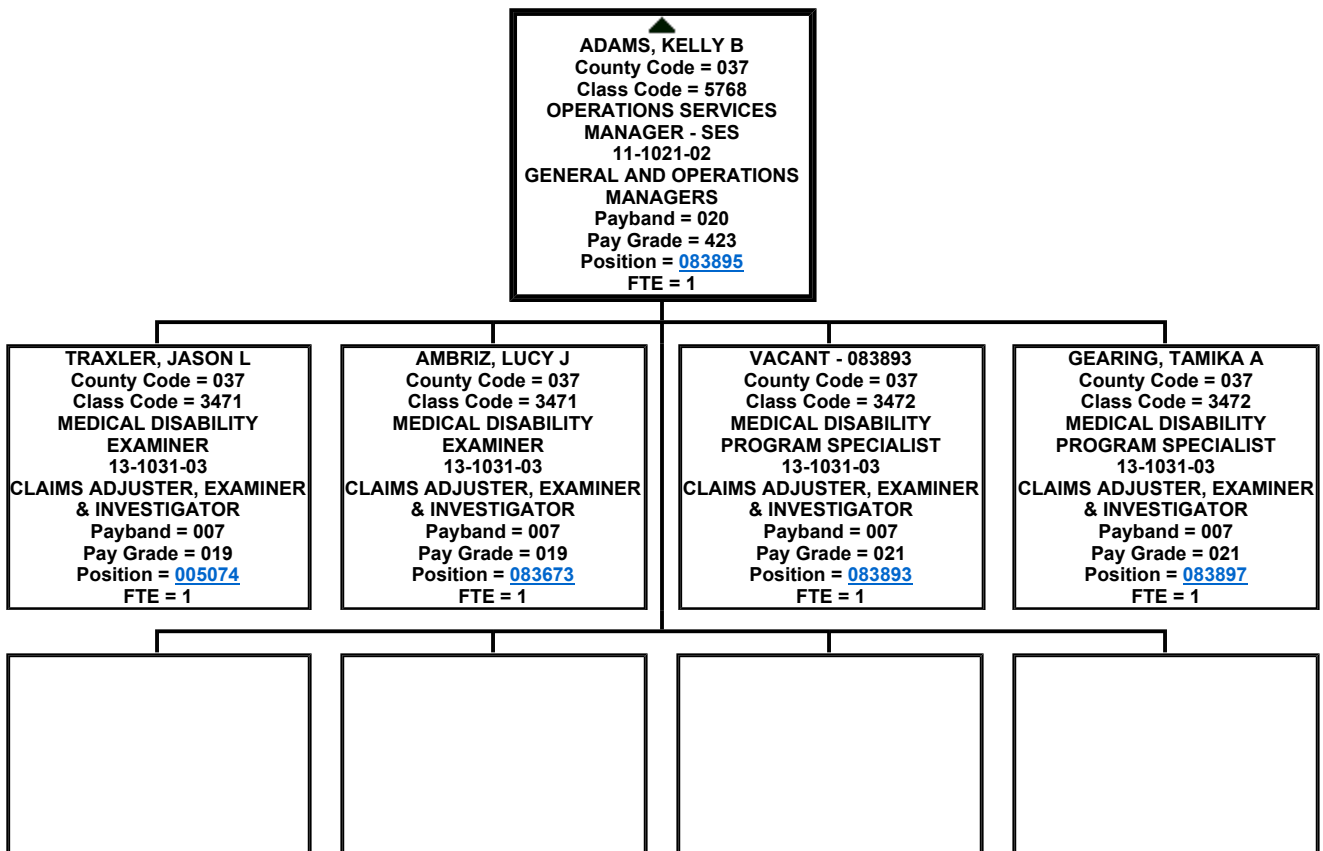 ADAMS, KELLY B
County Code = 037
Class Code = 5768
OPERATIONS SERVICES
MANAGER - SES
11-1021-02
GENERAL AND OPERATIONS
MANAGERS
Payband = 020
Pay Grade = 423
Position = 083895
FTE = 1
TRAXLER, JASON L
County Code = 037
Class Code = 3471
MEDICAL DISABILITY
EXAMINER
13-1031-03
CLAIMS ADJUSTER, EXAMINER
& INVESTIGATOR
Payband = 007
Pay Grade = 019
Position = 005074
FTE = 1
AMBRIZ, LUCY J
County Code = 037
Class Code = 3471
MEDICAL DISABILITY
EXAMINER
13-1031-03
CLAIMS ADJUSTER, EXAMINER
& INVESTIGATOR
Payband = 007
Pay Grade = 019
Position = 083673
FTE = 1
VACANT - 083893
County Code = 037
Class Code = 3472
MEDICAL DISABILITY
PROGRAM SPECIALIST
13-1031-03
CLAIMS ADJUSTER, EXAMINER
& INVESTIGATOR
Payband = 007
Pay Grade = 021
Position = 083893
FTE = 1
GEARING, TAMIKA A
County Code = 037
Class Code = 3472
MEDICAL DISABILITY
PROGRAM SPECIALIST
13-1031-03
CLAIMS ADJUSTER, EXAMINER
& INVESTIGATOR
Payband = 007
Pay Grade = 021
Position = 083897
FTE = 1